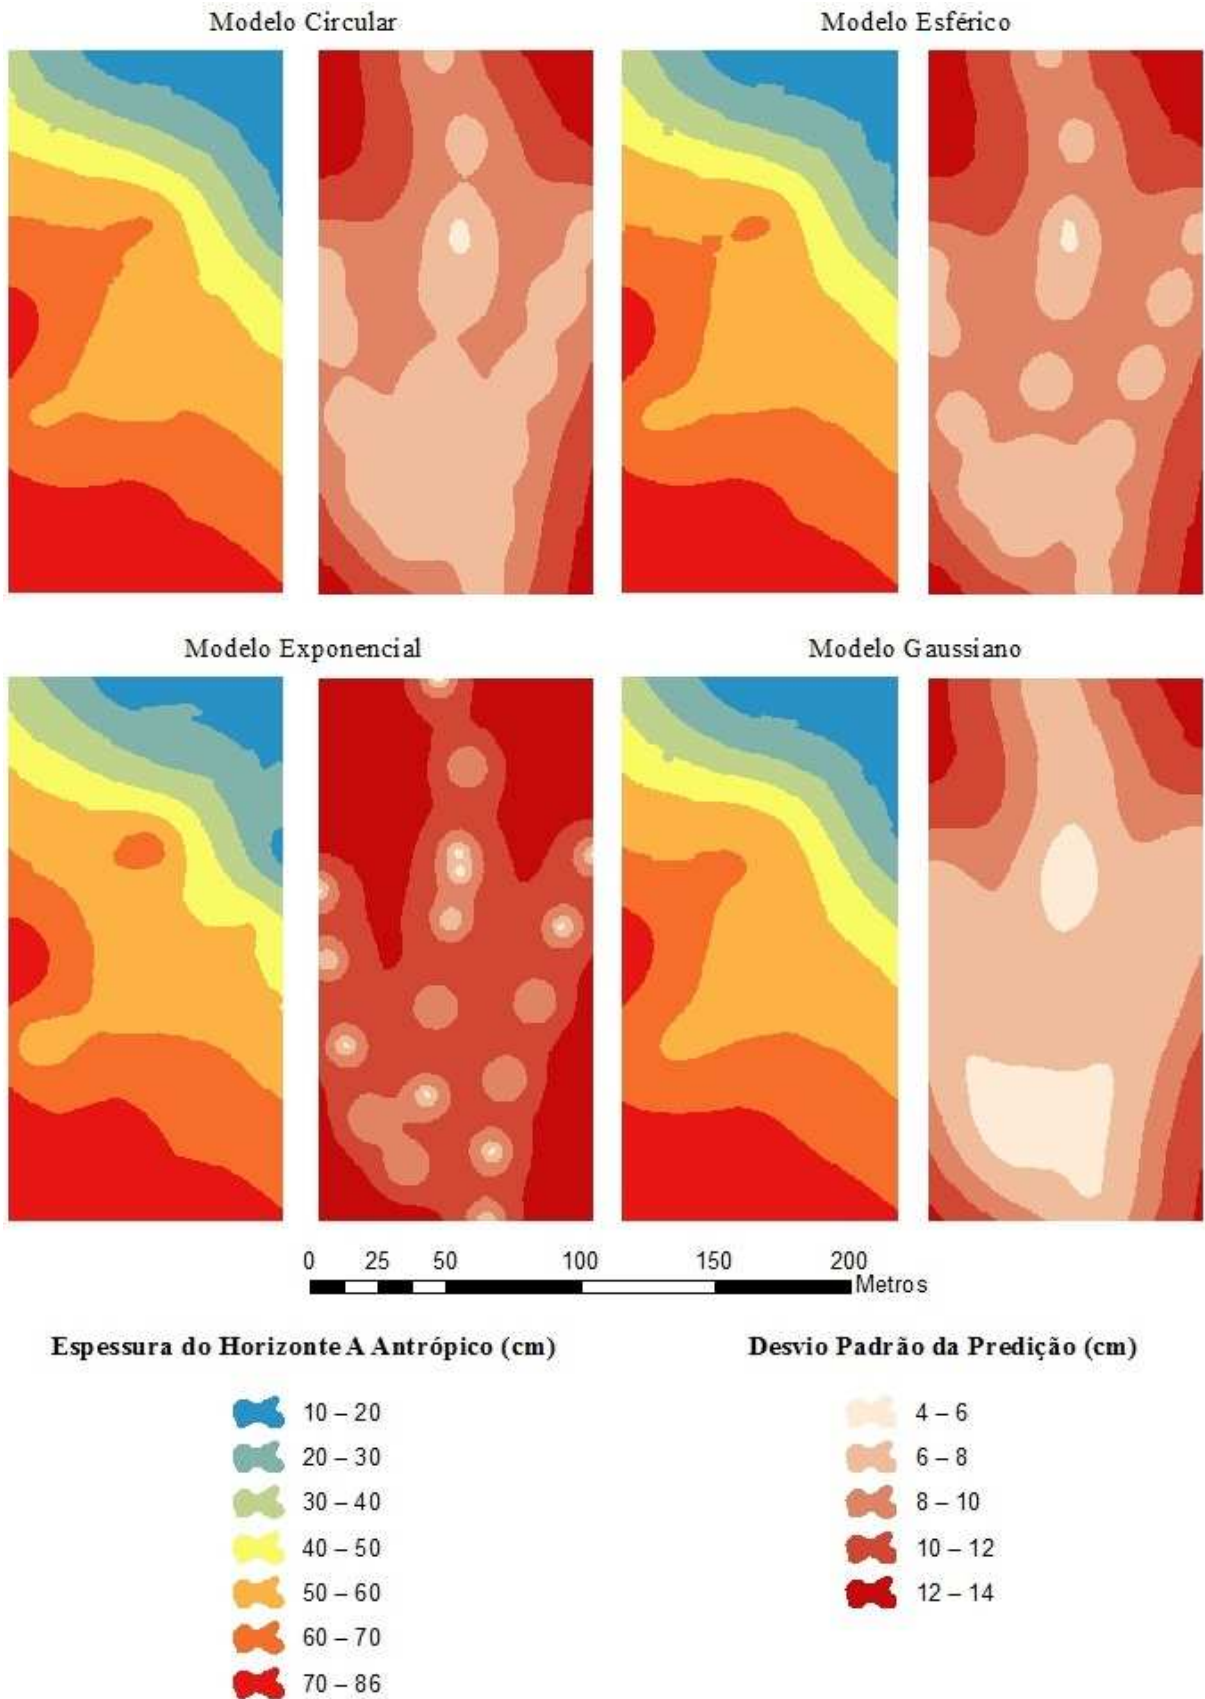 Modelo Circular
Modelo Esférico
Modelo Exponencial
Modelo Gaussiano
0 25 50 100 150 200
Metros
Espessura do Horizonte A Antrópico (cm)
10 – 20
20 – 30
30 – 40
40 – 50
50 – 60
60 – 70
70 – 86
Desvio Padrão da Predição (cm)
4 – 6
6 – 8
8 – 10
10 – 12
12 – 14